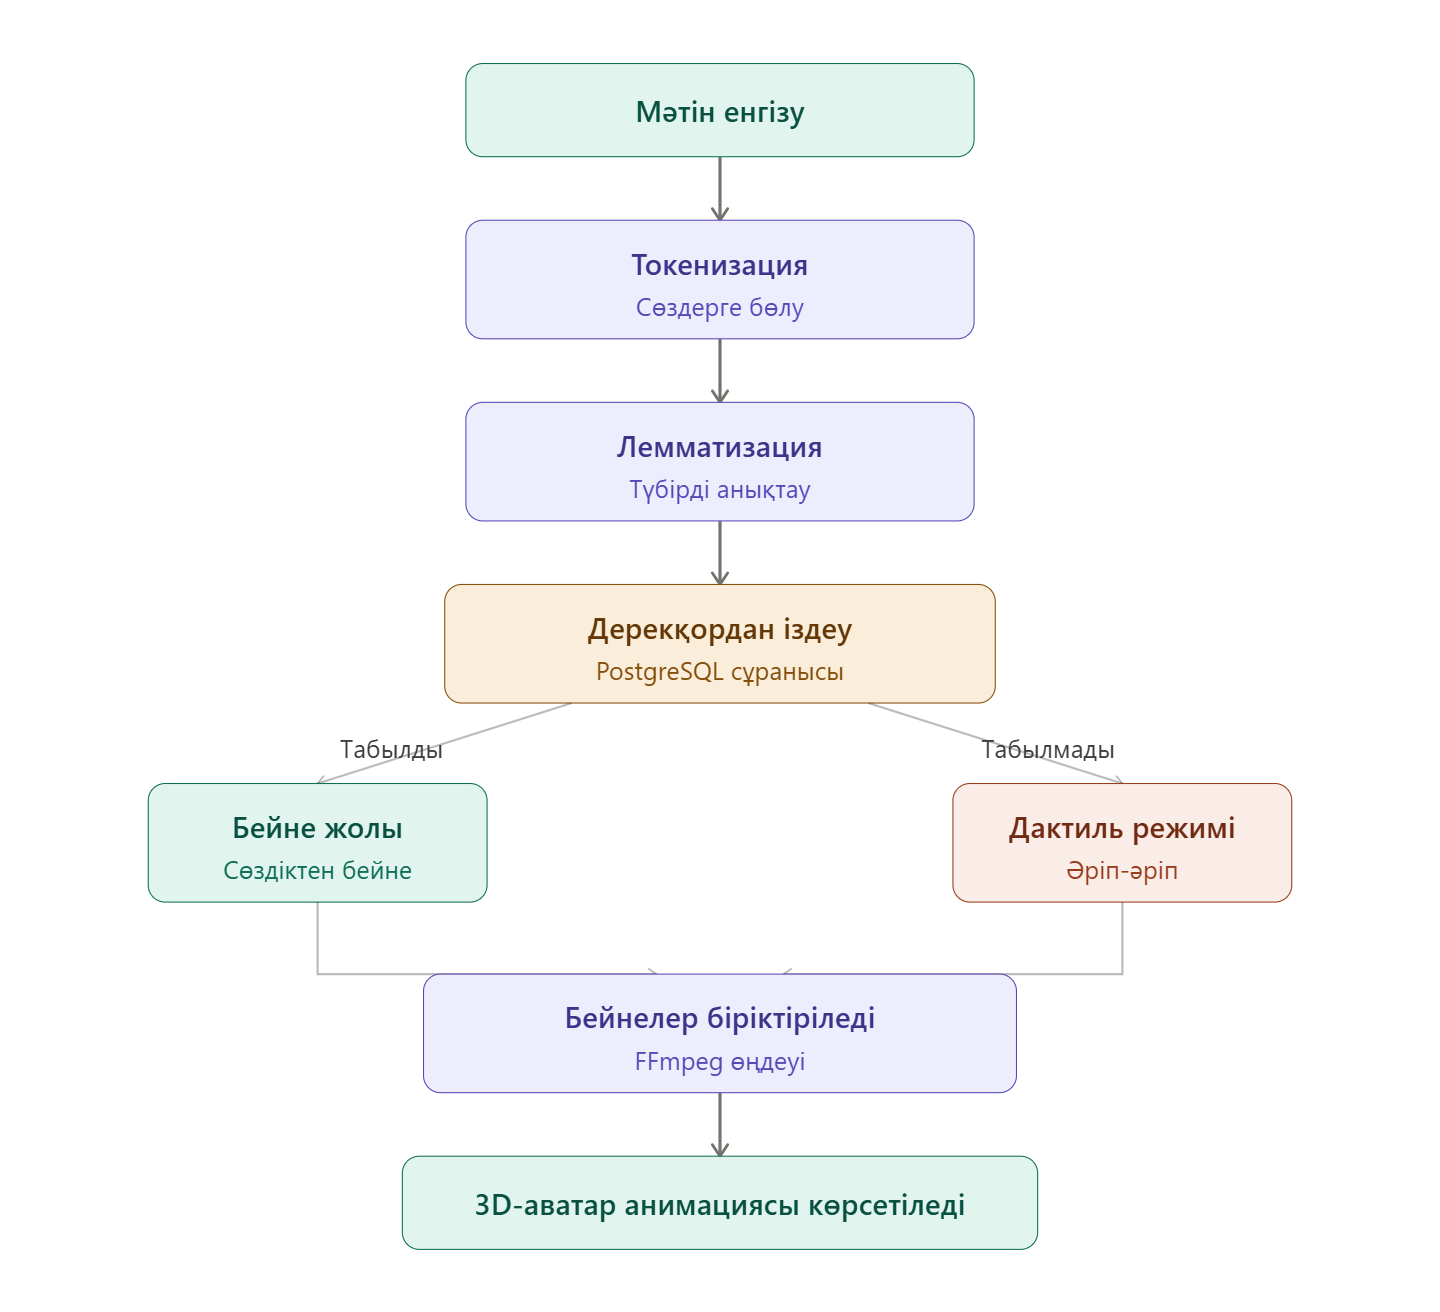 Мәтін енгізу
Токенизация
Сөздерге бөлу
Лемматизация
Түбірді анықтау
Дерекқордан іздеу
PostgreSQL сұранысы
Табылды
Табылмады
Бейне жолы
Сөздіктен бейне
Дактиль режимі
Әріп-әріп
Бейнелер біріктіріледі
FFmpeg өңдеуі
3D-аватар анимациясы көрсетіледі